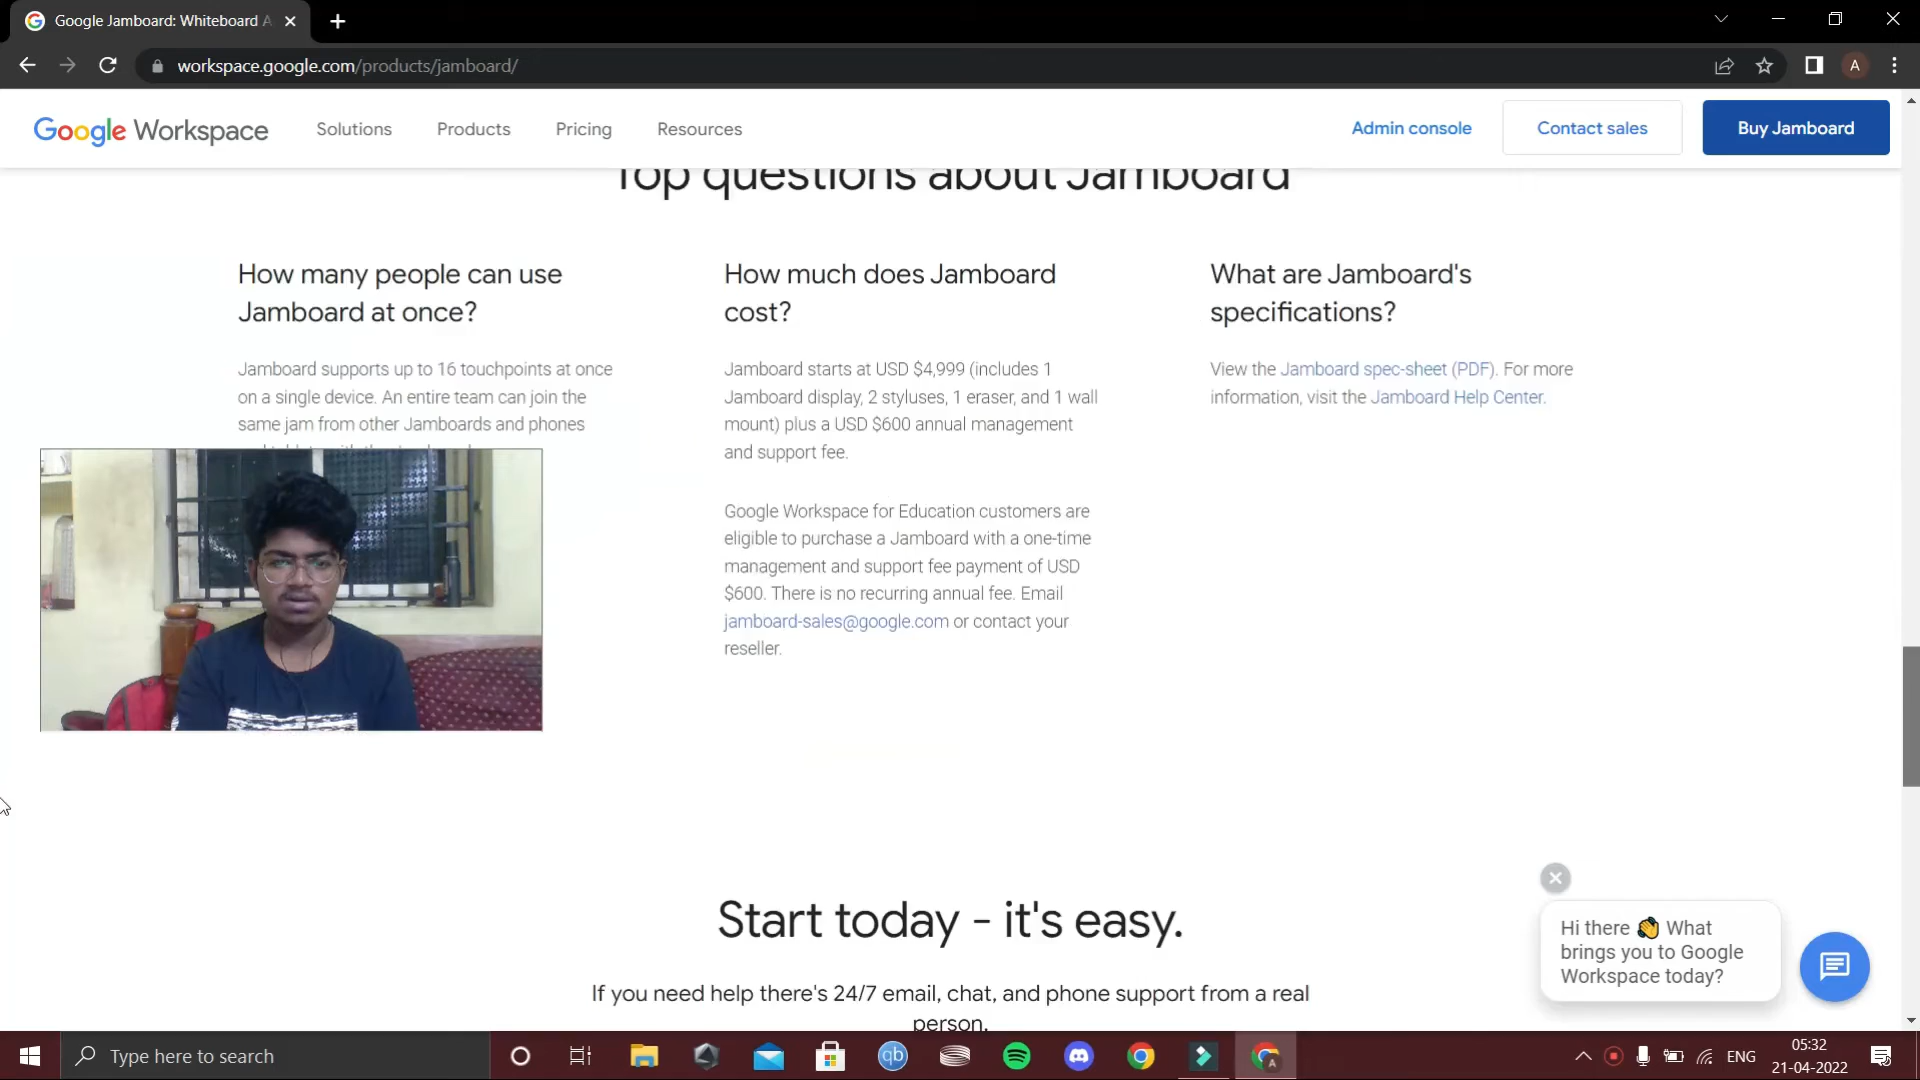 Google Jamboard: Whiteboard A
workspace.google.com/products/jamboard/
A
Google Workspace
Solutions
Products
Pricing
Resources
Admin console
Contact sales
Buy Jamboard
Top questions about Jamboard
How many people can use
Jamboard at once?
Jamboard supports up to 16 touchpoints at once
on a single device. An entire team can join the
same jam from other Jamboards and phones
How much does Jamboard
cost?
Jamboard starts at USD $4,999 (includes 1
Jamboard display, 2 styluses, 1 eraser, and 1 wall
mount) plus a USD $600 annual management
and support fee.
Google Workspace for Education customers are
eligible to purchase a Jamboard with a one-time
management and support fee payment of USD
$600. There is no recurring annual fee. Email
jamboard-sales@google.com or contact your
reseller.
What are Jamboard's
specifications?
View the Jamboard spec-sheet (PDF). For more
information, visit the Jamboard Help Center.
Start today - it's easy.
If you need help there's 24/7 email, chat, and phone support from a real
person.
Hi there 👋 What
brings you to Google
Workspace today?
Type here to search
qb
A
ENG
05:32
21-04-2022